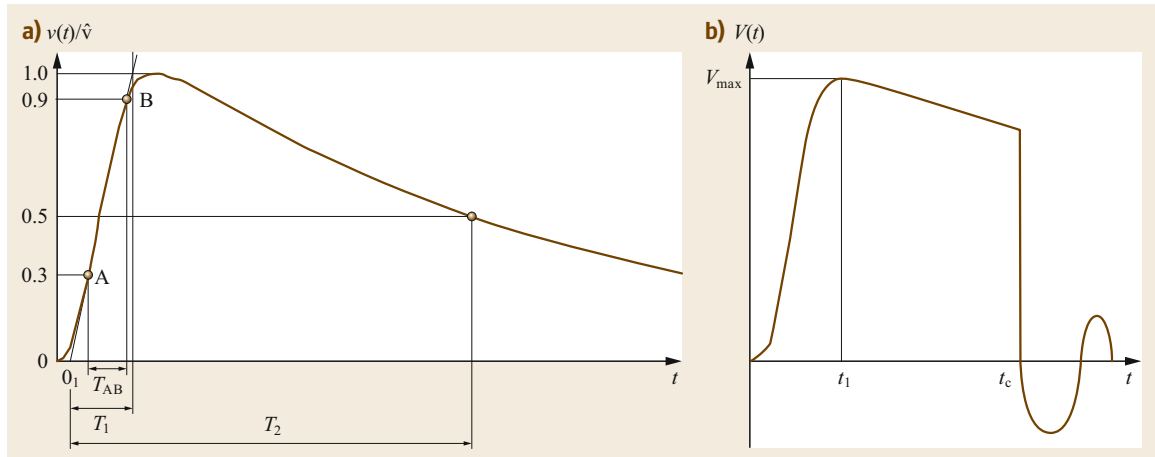 a) v(t)/v̂
1.0
0.9
B
0.5
0.3
A
0
0₁
T_AB
t
T₁
T₂
b) V(t)
V_max
t₁
t_c
t